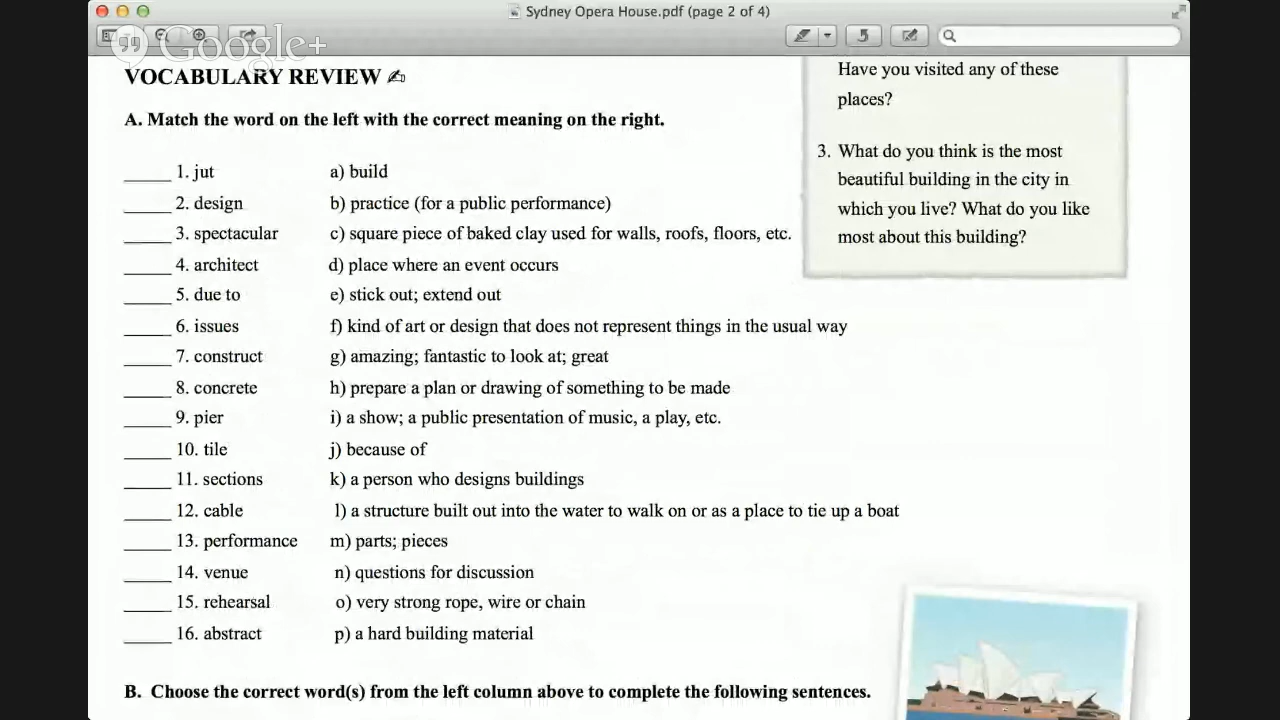 Sydney Opera House.pdf (page 2 of 4)
Google+
VOCABULARY REVIEW ✍
A. Match the word on the left with the correct meaning on the right.
_____ 1. jut a) build
_____ 2. design b) practice (for a public performance)
_____ 3. spectacular c) square piece of baked clay used for walls, roofs, floors, etc.
_____ 4. architect d) place where an event occurs
_____ 5. due to e) stick out; extend out
_____ 6. issues f) kind of art or design that does not represent things in the usual way
_____ 7. construct g) amazing; fantastic to look at; great
_____ 8. concrete h) prepare a plan or drawing of something to be made
_____ 9. pier i) a show; a public presentation of music, a play, etc.
_____ 10. tile j) because of
_____ 11. sections k) a person who designs buildings
_____ 12. cable l) a structure built out into the water to walk on or as a place to tie up a boat
_____ 13. performance m) parts; pieces
_____ 14. venue n) questions for discussion
_____ 15. rehearsal o) very strong rope, wire or chain
_____ 16. abstract p) a hard building material
B. Choose the correct word(s) from the left column above to complete the following sentences.
Have you visited any of these
places?
3. What do you think is the most
beautiful building in the city in
which you live? What do you like
most about this building?